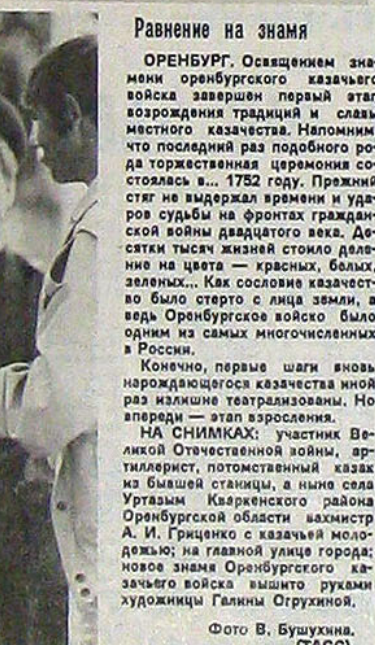 Равнение на знамя
ОРЕНБУРГ. Освящением зна-
мени оренбургского казачьего
войска завершен первый этап
возрождения традиций и славы
местного казачества. Напомним,
что последний раз подобного ро-
да торжественная церемония со-
стоялась в... 1752 году. Прежний
стяг не выдержал времени и уда-
ров судьбы на фронтах граждан-
ской войны двадцатого века. Де-
сятки тысяч жизней стоило деле-
ние на цвета — красных, белых,
зеленых... Как сословие казачест-
во было стерто с лица земли, а
ведь Оренбургское войско было
одним из самых многочисленных
в России.
Конечно, первые шаги вновь
нарождающегося казачества иной
раз излишне театрализованы. Но
впереди — этап взросления.
НА СНИМКАХ: участник Ве-
ликой Отечественной войны, ар-
тиллерист, потомственный казак
из бывшей станицы, а ныне села
Уртазым Кваркенского района
Оренбургской области вахмистр
А. И. Гриценко с казачьей моло-
дежью; на главной улице города;
новое знамя Оренбургского ка-
зачьего войска вышито руками
художницы Галины Огрухиной.
Фото В. Бушухина.
(ТАСС)